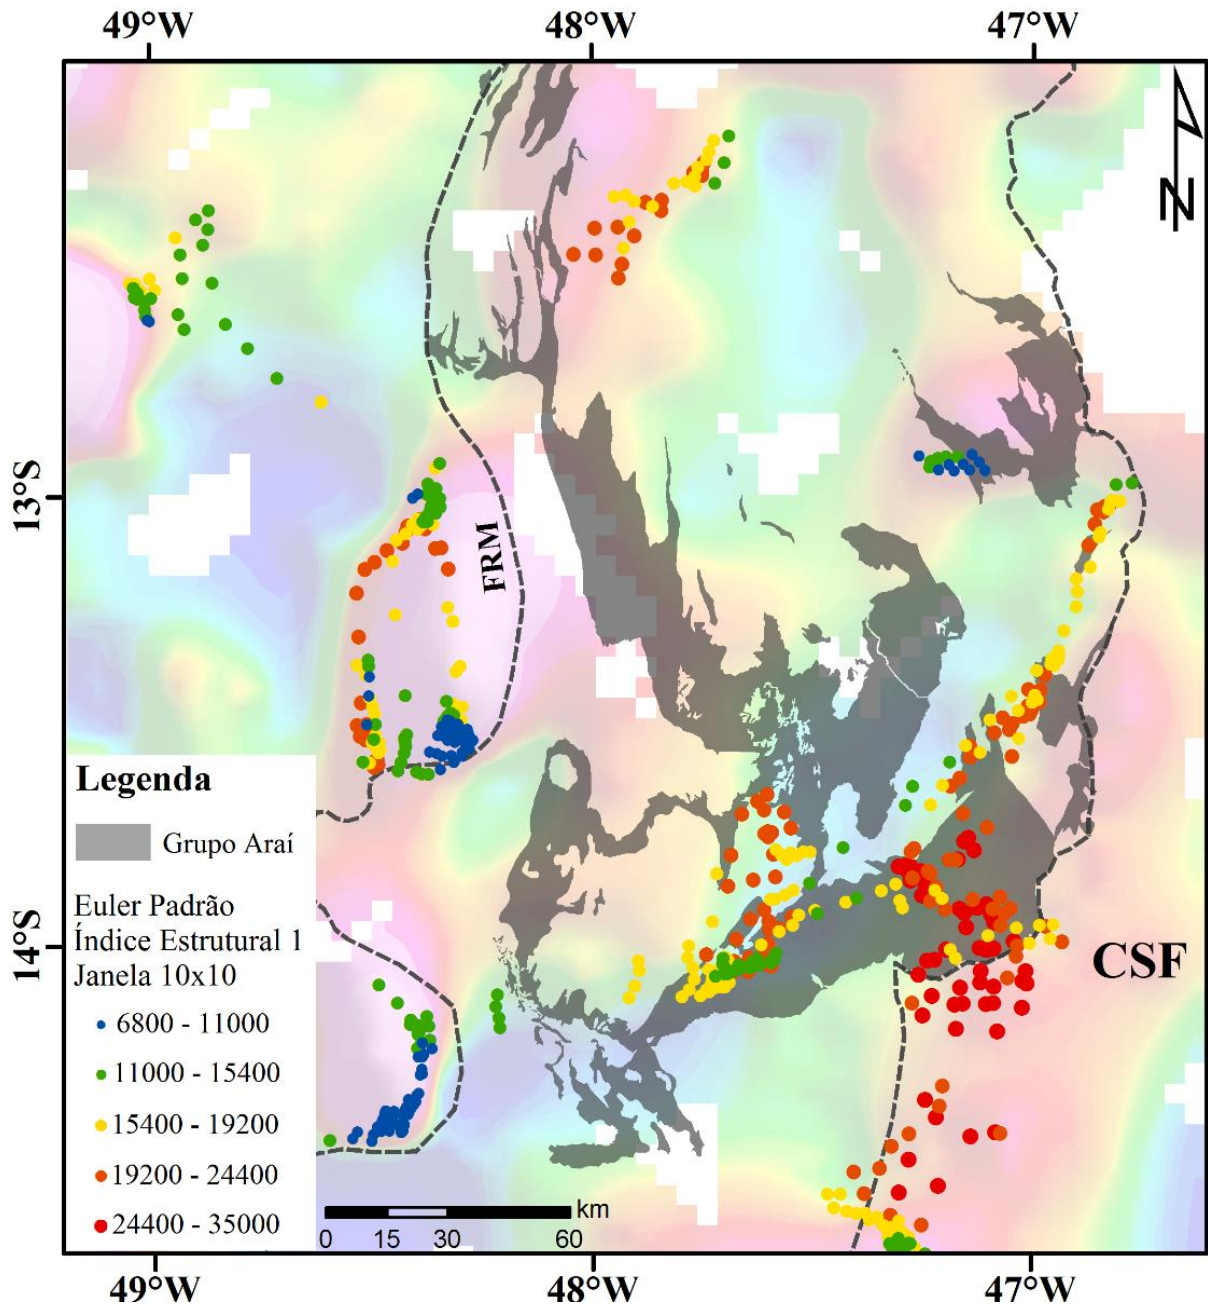 49°W 48°W 47°W
N
13°S
FRM
Legenda
Grupo Araí
Euler Padrão
Índice Estrutural 1
Janela 10x10
6800 - 11000
11000 - 15400
15400 - 19200
19200 - 24400
24400 - 35000
14°S
CSF
km
0 15 30 60
49°W 48°W 47°W